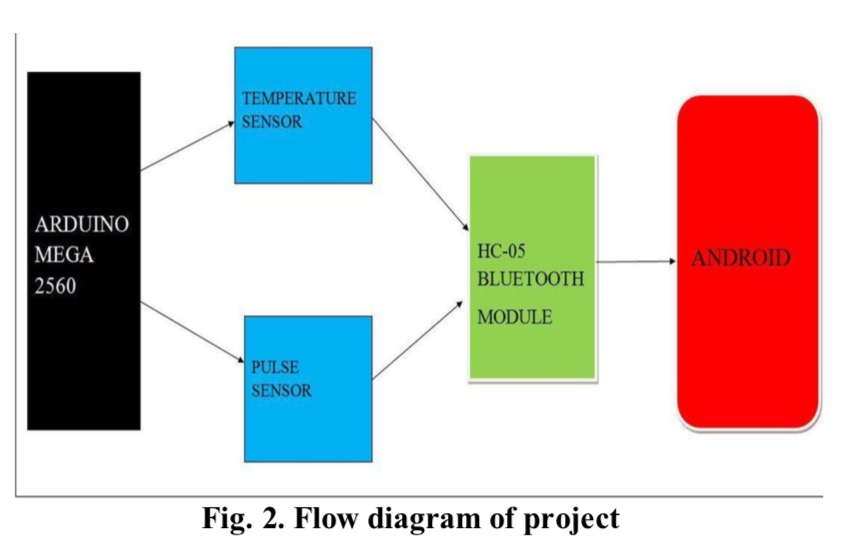 TEMPERATURE
SENSOR
ARDUINO
MEGA
2560
HC-05
BLUETOOTH
MODULE
ANDROID
PULSE
SENSOR
Fig. 2. Flow diagram of project